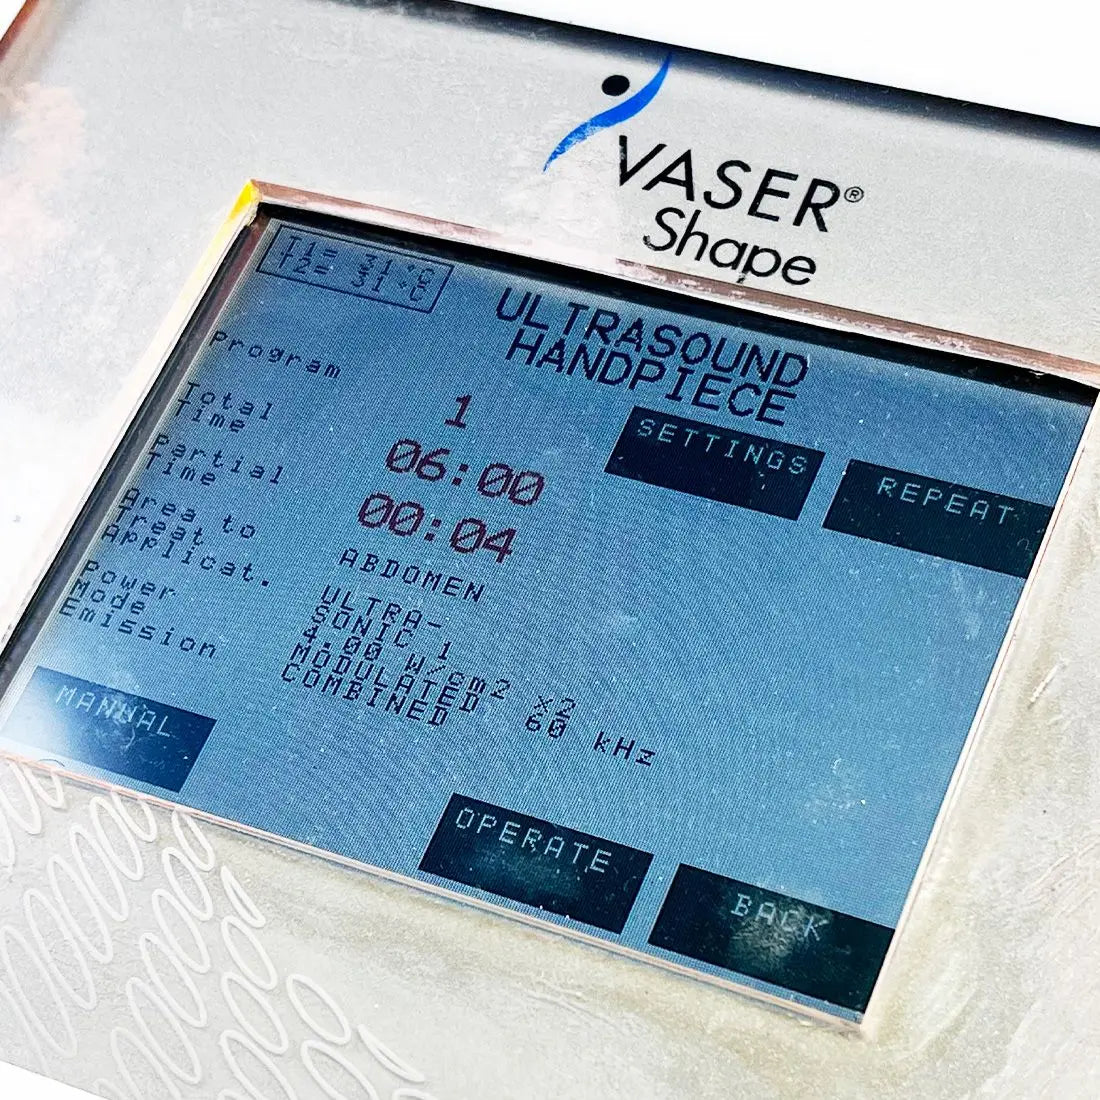 VASER®
Shape
T1= 31°C
T2= 31°C
ULTRASOUND
HANDPIECE
Program 1
Total
Time 06:00
Partial
Time 00:04
Area to
Treat ABDOMEN
Applicat. ULTRA-
SONIC 1
Power 4.00 W/cm2 x2
Mode MODULATED 60 kHz
Emission COMBINED
SETTINGS
REPEAT
MANUAL
OPERATE
BACK